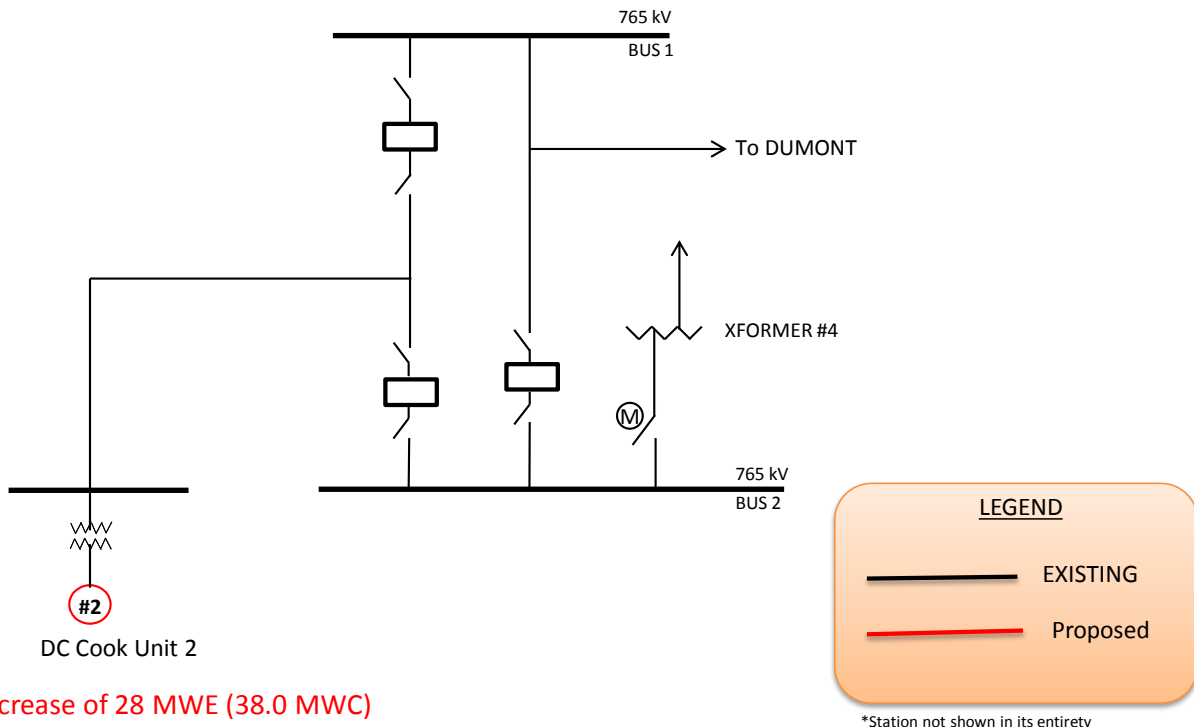 765 kV
BUS 1
To DUMONT
XFORMER #4
M
765 kV
BUS 2
#2
DC Cook Unit 2
crease of 28 MWE (38.0 MWC)
LEGEND
EXISTING
Proposed
*Station not shown in its entirety